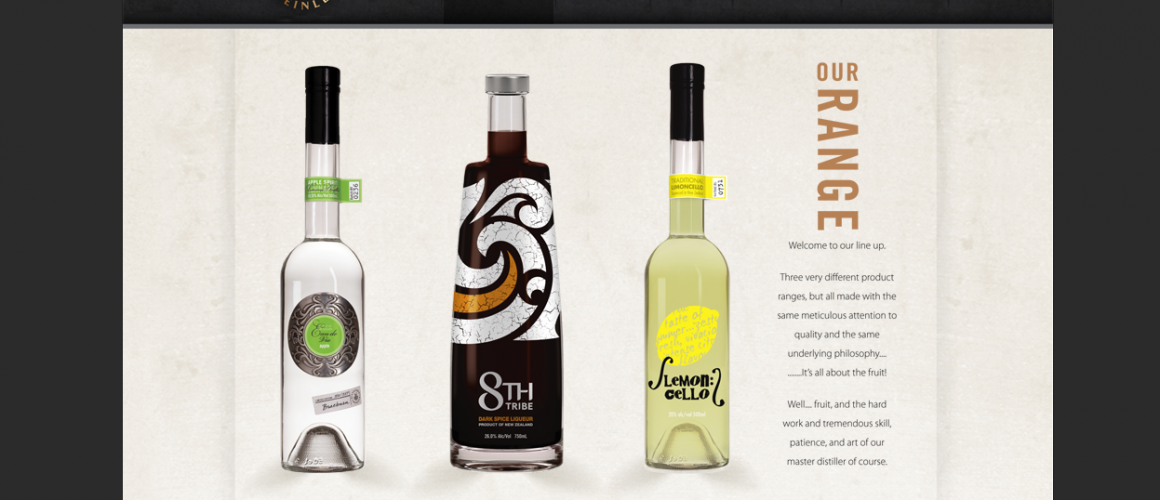 OUR
RANGE
Welcome to our line up.
Three very different product
ranges, but all made with the
same meticulous attention to
quality and the same
underlying philosophy....
.......It's all about the fruit!
Well.... fruit, and the hard
work and tremendous skill,
patience, and art of our
master distiller of course.
APPLE SPIRIT
0236
8TH
TRIBE
DARK SPICE LIQUEUR
PRODUCT OF NEW ZEALAND
TRADITIONAL
LIMONCELLO
0751
LeMON:
CELLO